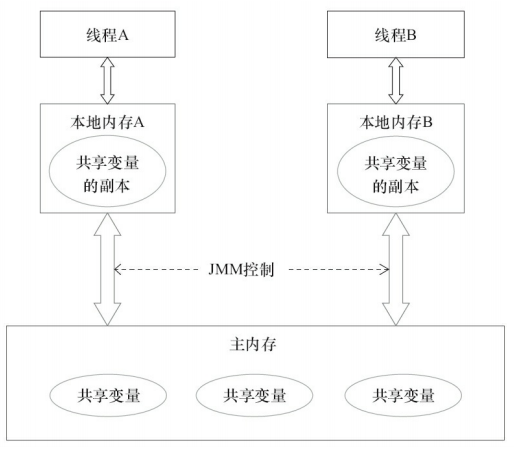 线程A
线程B
本地内存A
本地内存B
共享变量
的副本
共享变量
的副本
JMM控制
主内存
共享变量
共享变量
共享变量